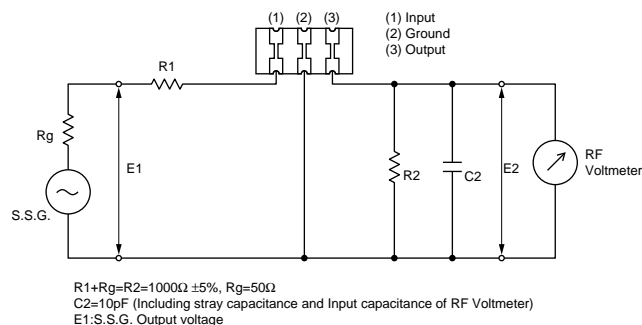 (1) (2) (3)
(1) Input
(2) Ground
(3) Output
R1
Rg
E1
S.S.G.
R2
C2
E2
RF
Voltmeter
R1+Rg=R2=1000Ω ±5%, Rg=50Ω
C2=10pF (Including stray capacitance and Input capacitance of RF Voltmeter)
E1:S.S.G. Output voltage